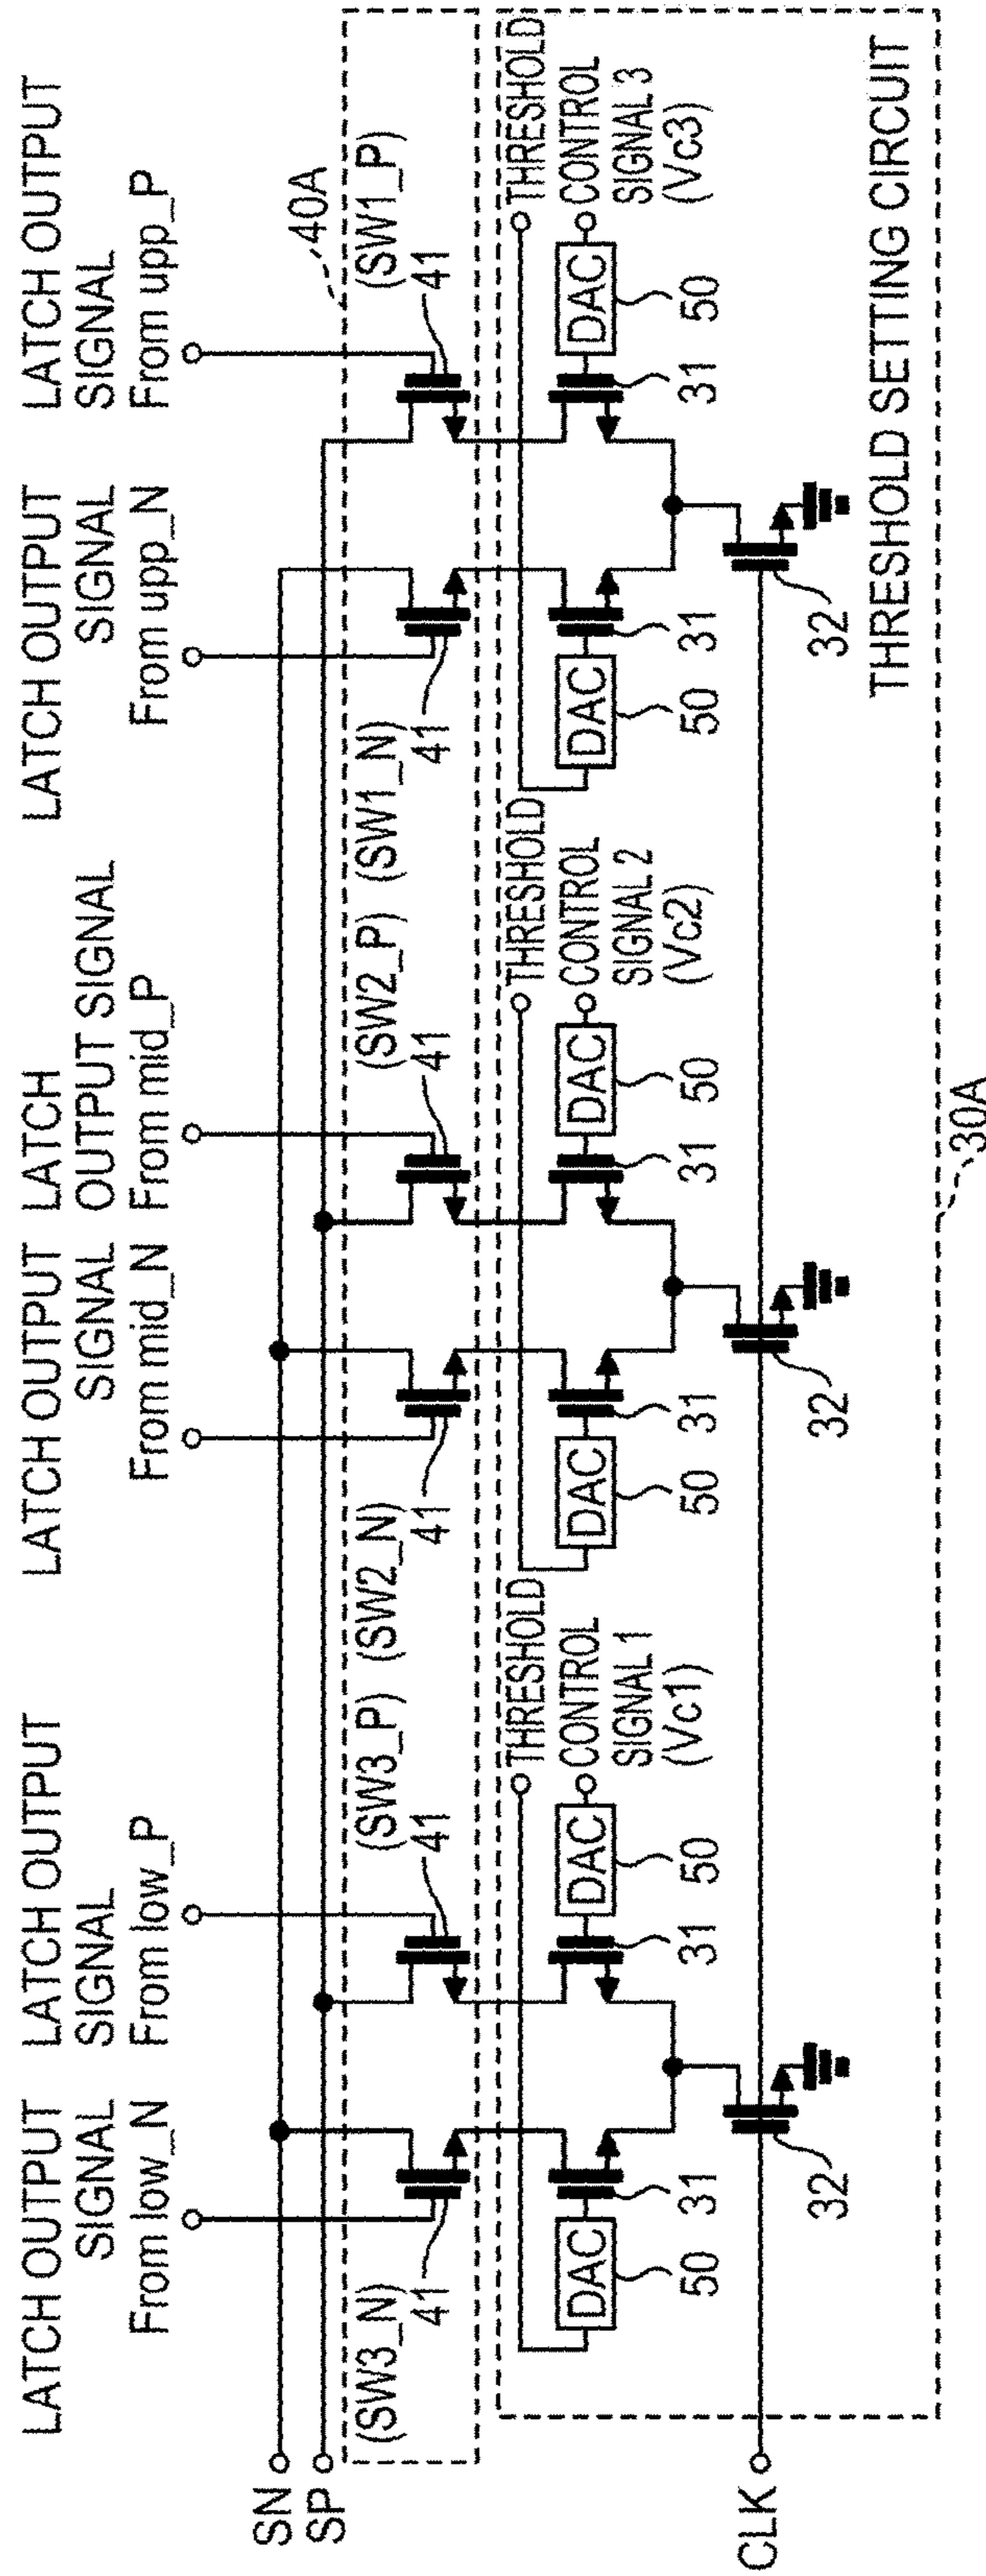 LATCH OUTPUT
SIGNAL
From low_N
LATCH OUTPUT
SIGNAL
From low_P
LATCH OUTPUT
SIGNAL
From mid_N
LATCH
OUTPUT SIGNAL
From mid_P
LATCH OUTPUT
SIGNAL
From upp_N
LATCH OUTPUT
SIGNAL
From upp_P
SN
SP
40A
(SW3_N)
41
(SW3_P)
41
(SW2_N)
41
(SW2_P)
41
(SW1_N)
41
(SW1_P)
41
THRESHOLD
CONTROL
SIGNAL 1
(Vc1)
THRESHOLD
CONTROL
SIGNAL 2
(Vc2)
THRESHOLD
CONTROL
SIGNAL 3
(Vc3)
DAC
DAC
DAC
DAC
DAC
DAC
50
31
31
50
50
31
31
50
50
31
31
50
CLK
32
32
32
THRESHOLD SETTING CIRCUIT
30A